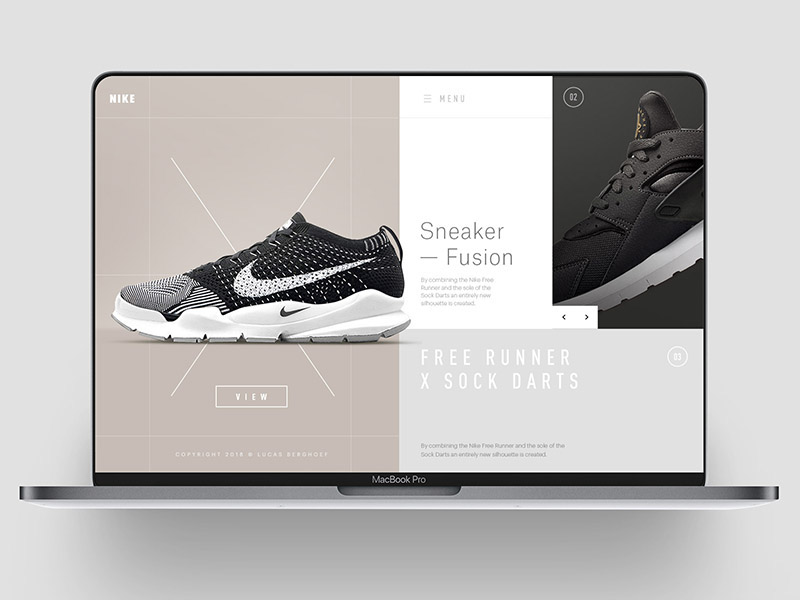 NIKE
MENU
02
Sneaker
— Fusion
By combining the Nike Free
Runner and the sole of the
Sock Darts an entirely new
silhouette is created.
FREE RUNNER
X SOCK DARTS
03
VIEW
By combining the Nike Free Runner and the sole of the
Sock Darts an entirely new silhouette is created.
COPYRIGHT 2018 © LUCAS BERGHOEF
MacBook Pro